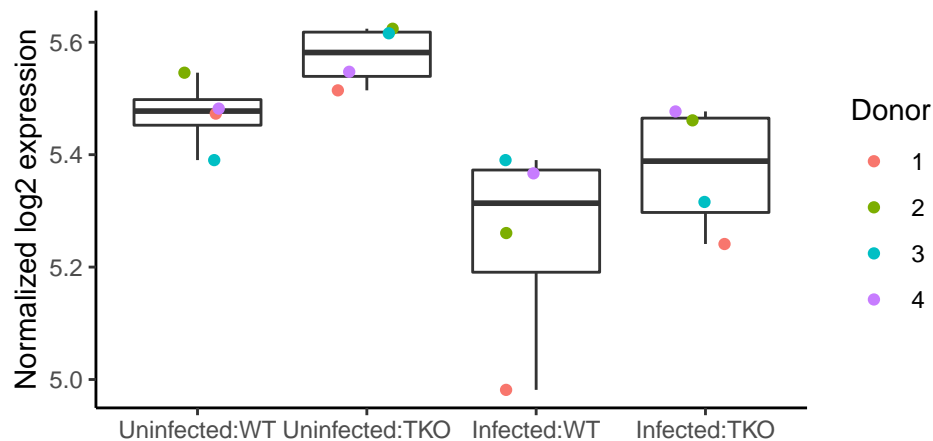 Normalized log2 expression
5.6
5.4
5.2
5.0
Uninfected:WT
Uninfected:TKO
Infected:WT
Infected:TKO
Donor
1
2
3
4